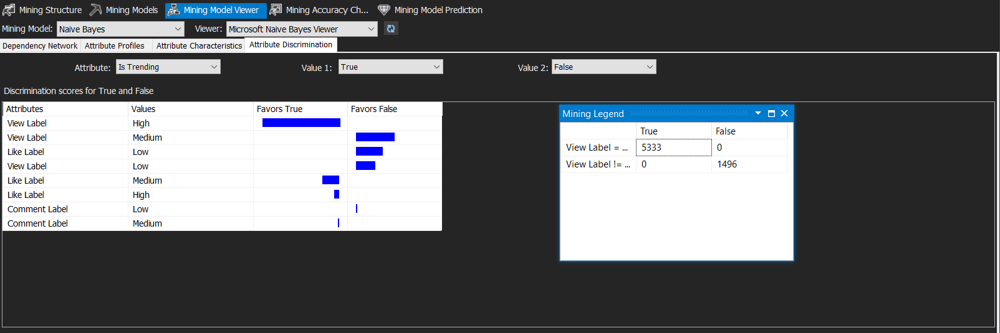 Mining Structure Mining Models Mining Model Viewer Mining Accuracy Ch... Mining Model Prediction
Mining Model: Naive Bayes Viewer: Microsoft Naive Bayes Viewer
Dependency Network Attribute Profiles Attribute Characteristics Attribute Discrimination
Attribute: Is Trending Value 1: True Value 2: False
Discrimination scores for True and False
Attributes Values Favors True Favors False
View Label High
View Label Medium
Like Label Low
View Label Low
Like Label Medium
Like Label High
Comment Label Low
Comment Label Medium
Mining Legend
True False
View Label = ... 5333 0
View Label != ... 0 1496